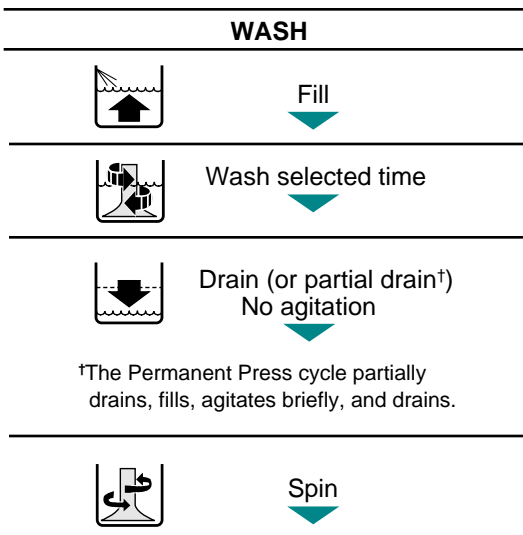 WASH
Fill
Wash selected time
Drain (or partial drain†)
No agitation
†The Permanent Press cycle partially
drains, fills, agitates briefly, and drains.
Spin